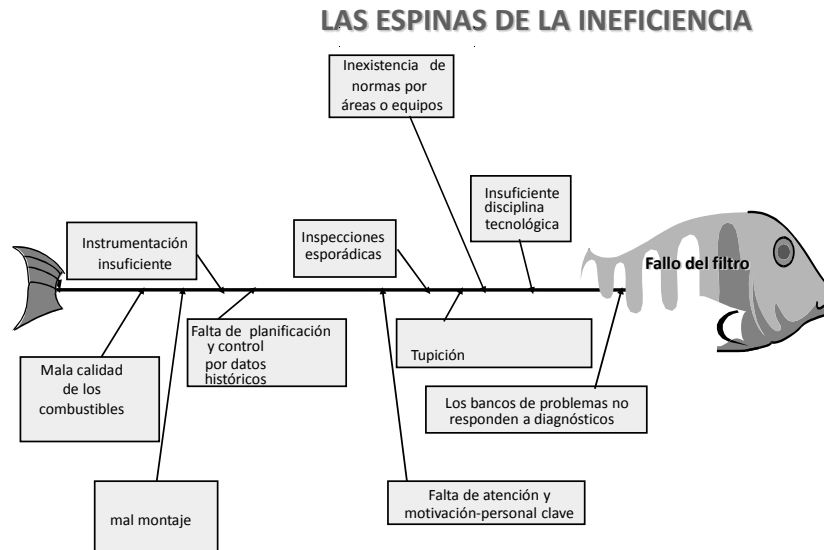 LAS ESPINAS DE LA INEFICIENCIA
Inexistencia de
normas por
áreas o equipos
Insuficiente
disciplina
tecnológica
Instrumentación
insuficiente
Inspecciones
esporádicas
Fallo del filtro
Falta de planificación
y control
por datos
históricos
Tupición
Mala calidad
de los
combustibles
Los bancos de problemas no
responden a diagnósticos
mal montaje
Falta de atención y
motivación-personal clave